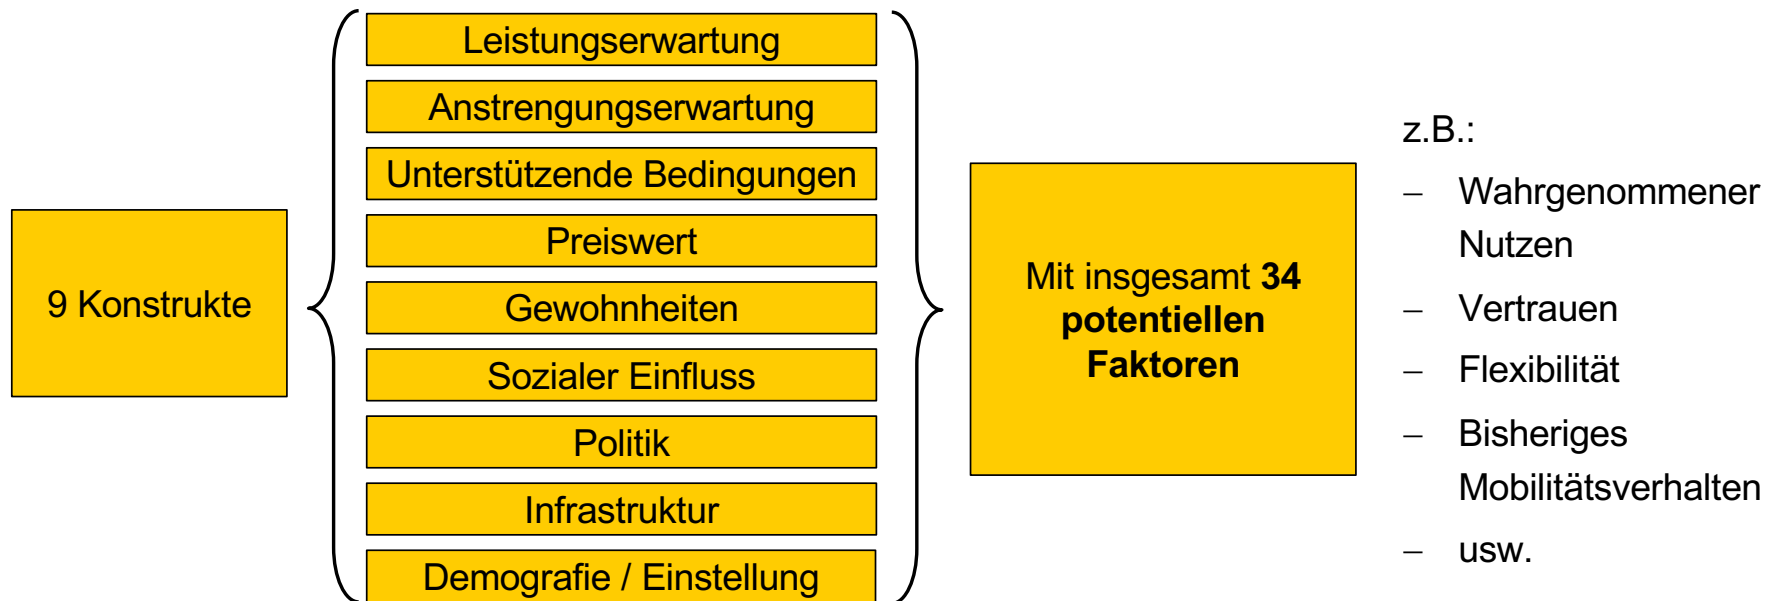 9 Konstrukte
Leistungserwartung
Anstrengungserwartung
Unterstützende Bedingungen
Preiswert
Gewohnheiten
Sozialer Einfluss
Politik
Infrastruktur
Demografie / Einstellung
Mit insgesamt 34
potentiellen
Faktoren
z.B.:
– Wahrgenommener
Nutzen
– Vertrauen
– Flexibilität
– Bisheriges
Mobilitätsverhalten
– usw.